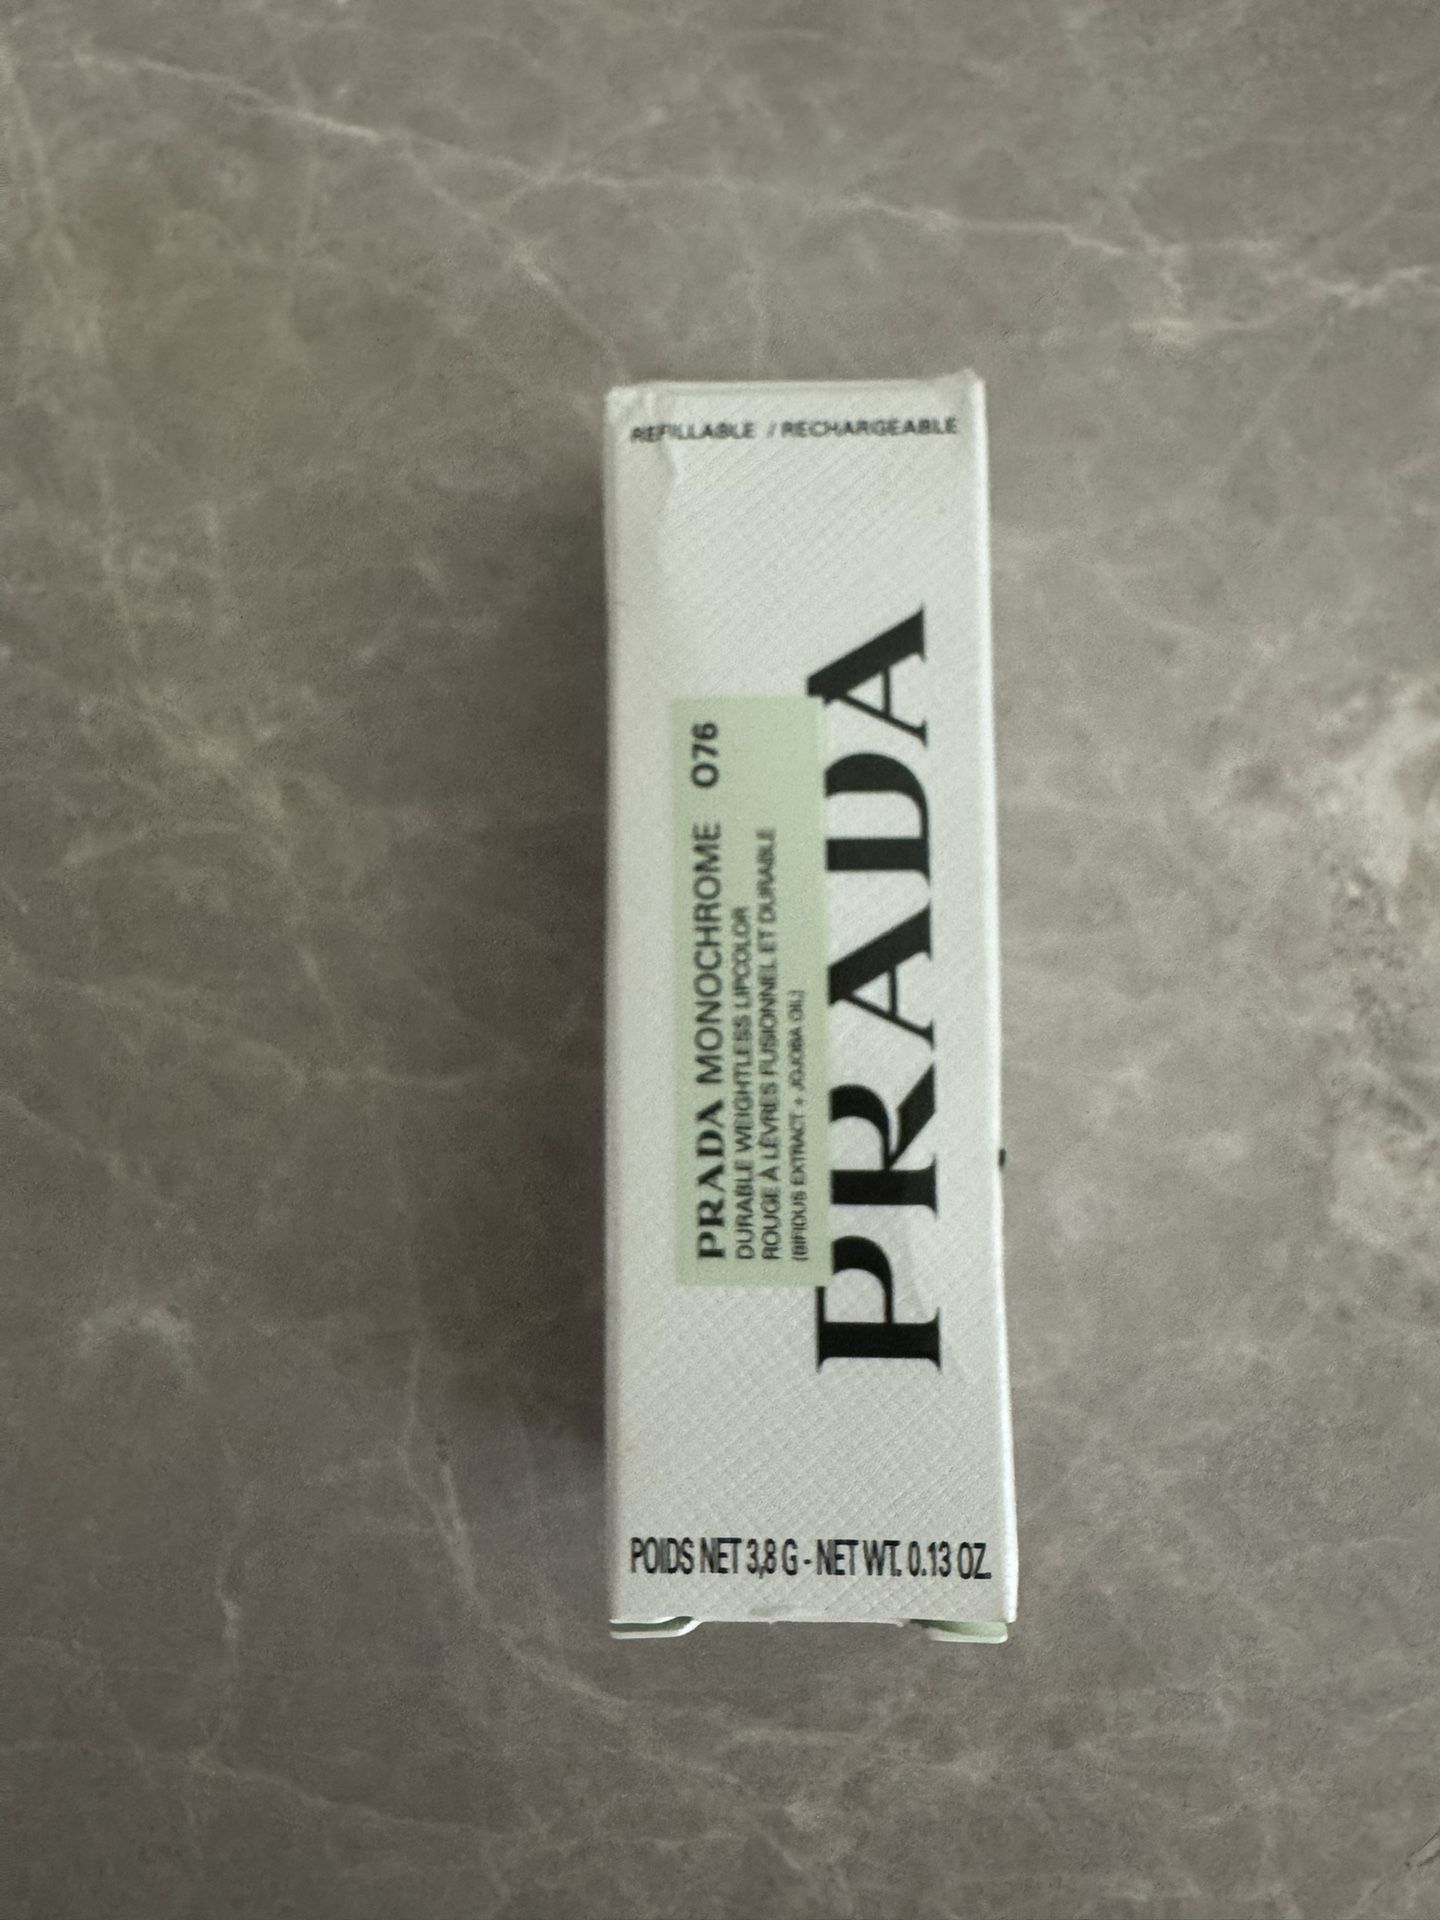 REFILLABLE / RECHARGEABLE
PRADA MONOCHROME O76
DURABLE WEIGHTLESS LIPCOLOR
ROUGE À LÈVRES FUSIONNEL ET DURABLE
(BIFIDUS EXTRACT + JOJOBA OIL)
PRADA
POIDS NET 3,8 G - NET WT. 0.13 OZ.